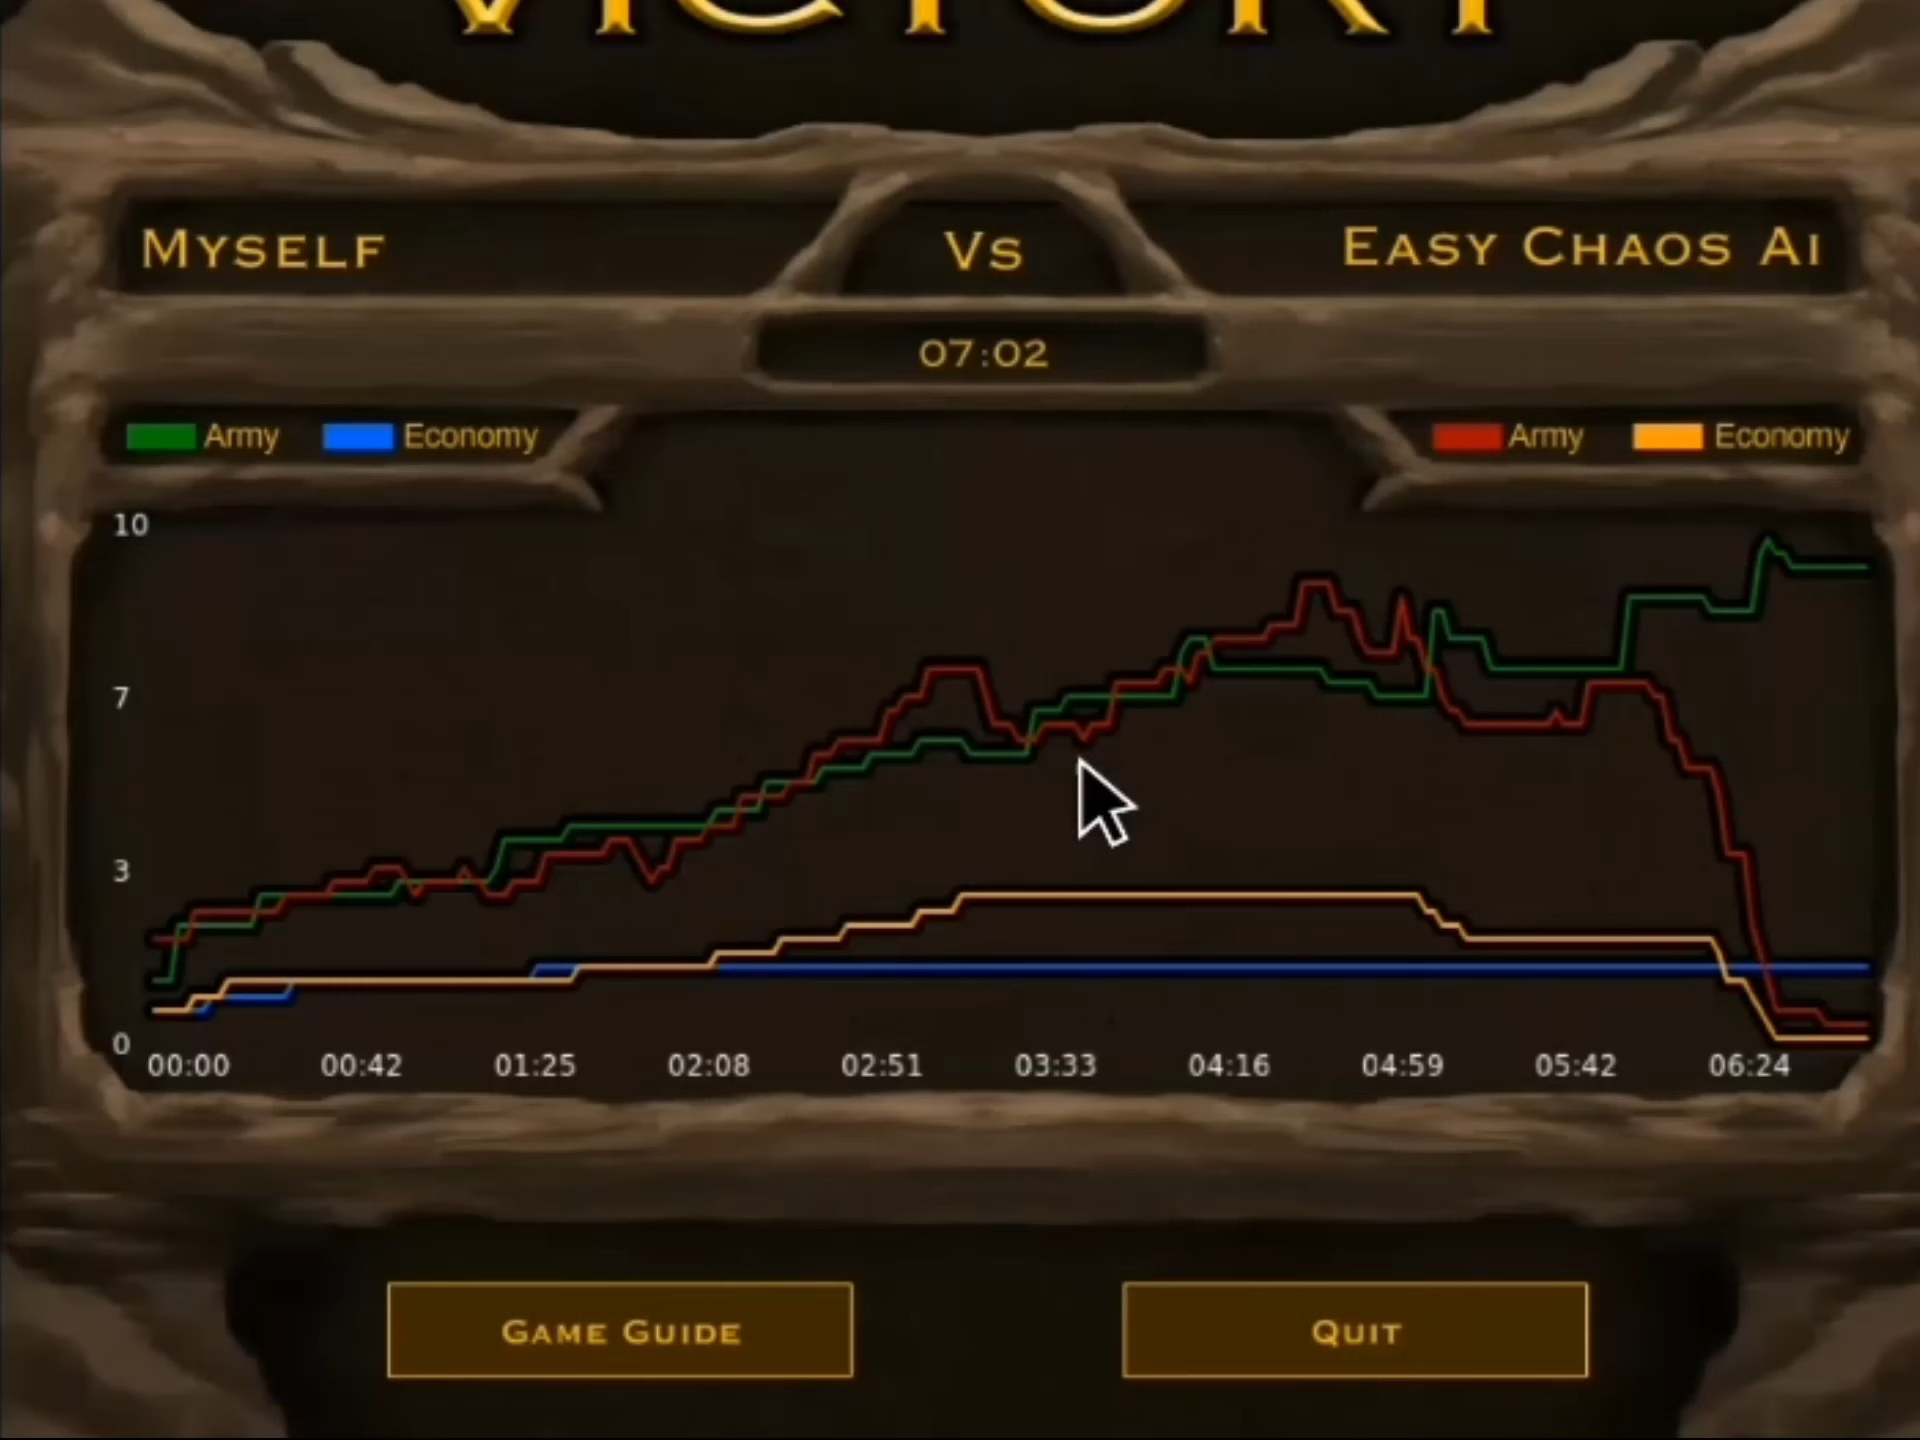 VICTORY
MYSELF
VS
EASY CHAOS AI
07:02
Army
Economy
Army
Economy
10
7
3
0
00:00 00:42 01:25 02:08 02:51 03:33 04:16 04:59 05:42 06:24
GAME GUIDE
QUIT